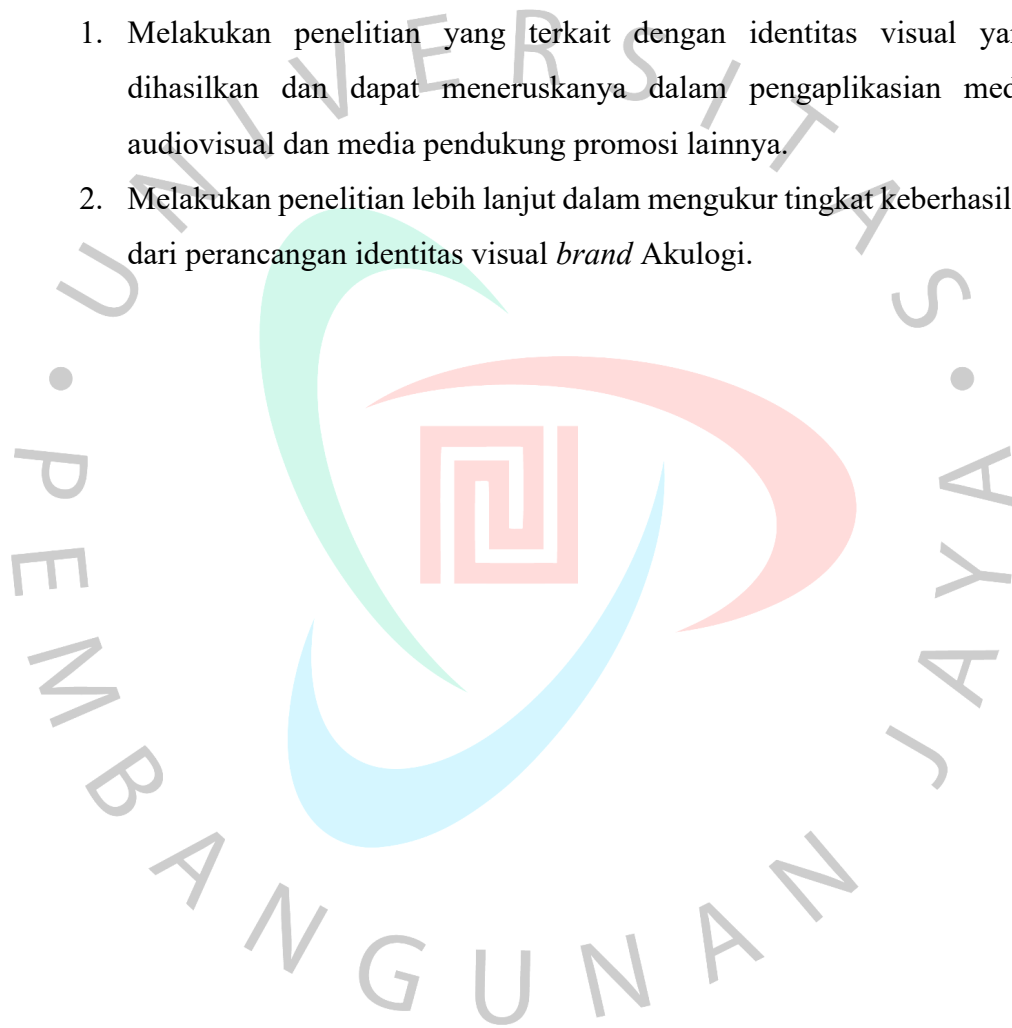 1. Melakukan penelitian yang terkait dengan identitas visual yan
dihasilkan dan dapat meneruskanya dalam pengaplikasian med
audiovisual dan media pendukung promosi lainnya.
2. Melakukan penelitian lebih lanjut dalam mengukur tingkat keberhasil
dari perancangan identitas visual brand Akulogi.
UNIVERSITAS
• PEMBANGUNAN JAYA •